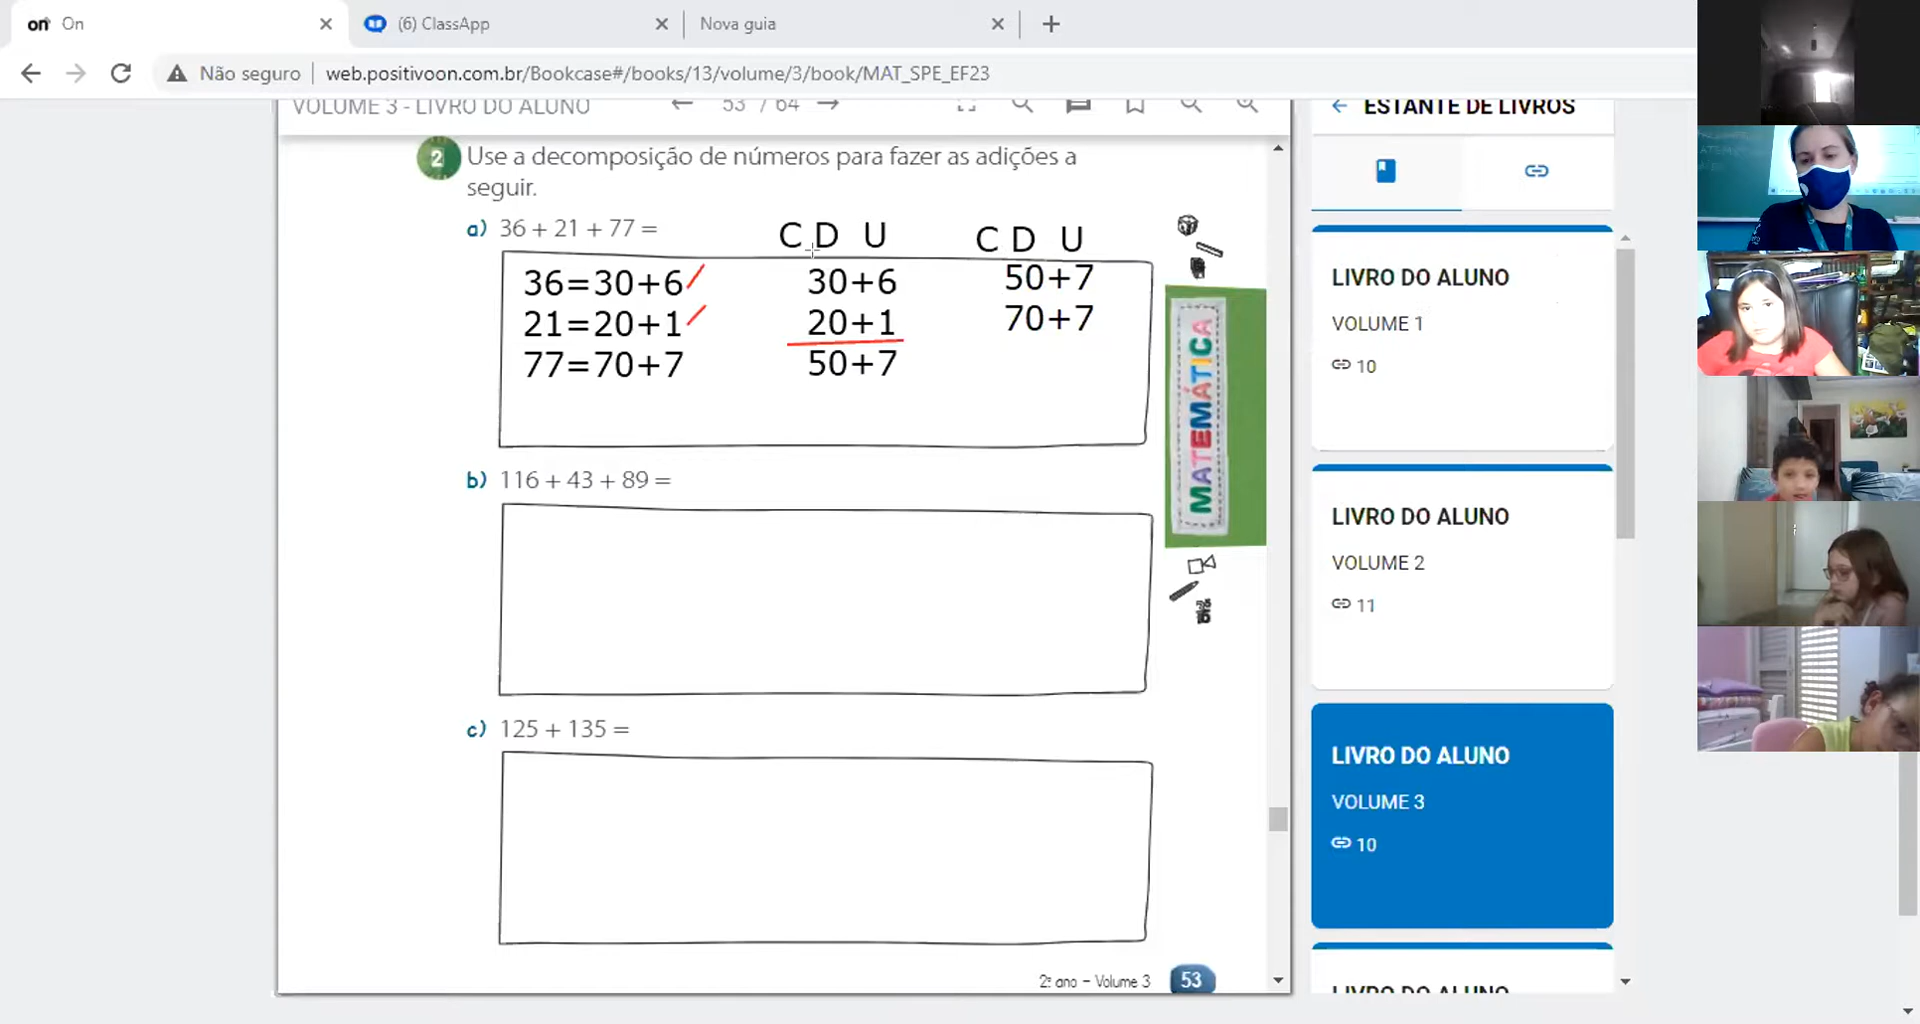 on On
(6) ClassApp
Nova guia
Não seguro web.positivoon.com.br/Bookcase#/books/13/volume/3/book/MAT_SPE_EF23
VOLUME 3 - LIVRO DO ALUNO
53 / 64
2 Use a decomposição de números para fazer as adições a
seguir.
a) 36 + 21 + 77 =
C D U
C D U
36=30+6
21=20+1
77=70+7
30+6
20+1
50+7
50+7
70+7
MATEMÁTICA
b) 116 + 43 + 89 =
c) 125 + 135 =
2º ano – Volume 3 53
ESTANTE DE LIVROS
LIVRO DO ALUNO
VOLUME 1
10
LIVRO DO ALUNO
VOLUME 2
11
LIVRO DO ALUNO
VOLUME 3
10
LIVRO DO ALUNO